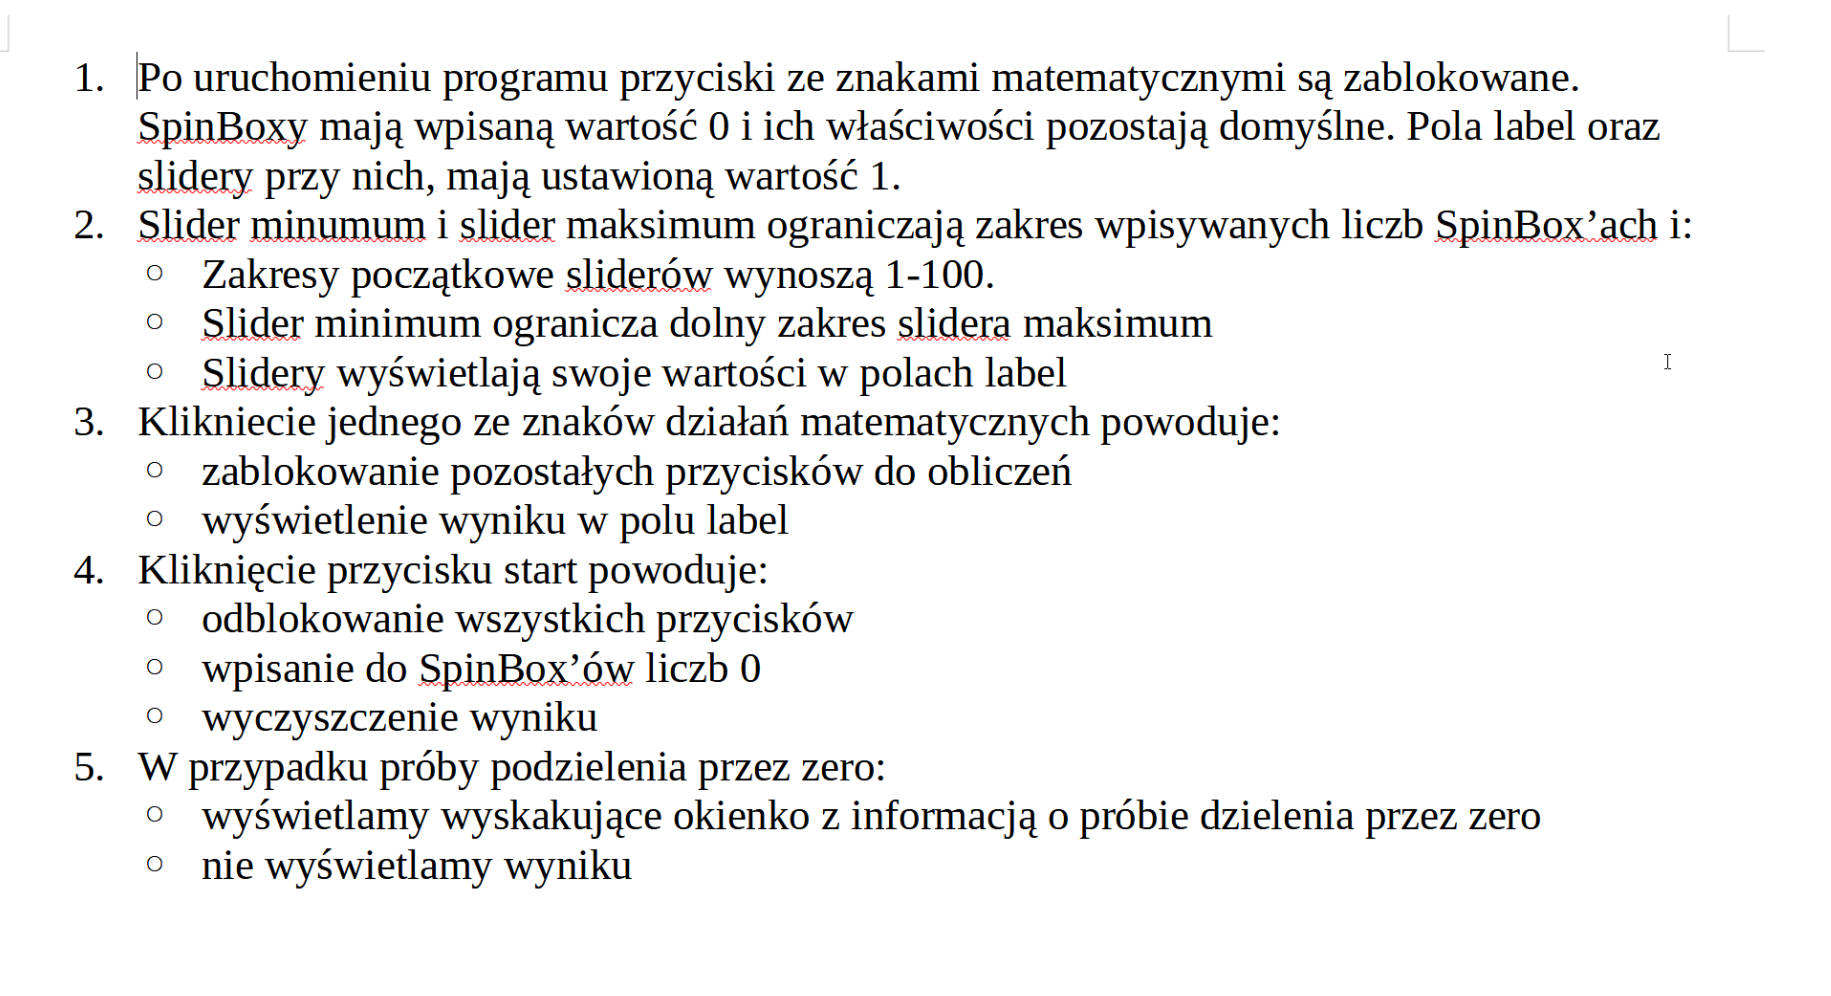 1. Po uruchomieniu programu przyciski ze znakami matematycznymi są zablokowane.
SpinBoxy mają wpisaną wartość 0 i ich właściwości pozostają domyślne. Pola label oraz
slidery przy nich, mają ustawioną wartość 1.
2. Slider minumum i slider maksimum ograniczają zakres wpisywanych liczb SpinBox’ach i:
○ Zakresy początkowe sliderów wynoszą 1-100.
○ Slider minimum ogranicza dolny zakres slidera maksimum
○ Slidery wyświetlają swoje wartości w polach label
3. Klikniecie jednego ze znaków działań matematycznych powoduje:
○ zablokowanie pozostałych przycisków do obliczeń
○ wyświetlenie wyniku w polu label
4. Kliknięcie przycisku start powoduje:
○ odblokowanie wszystkich przycisków
○ wpisanie do SpinBox’ów liczb 0
○ wyczyszczenie wyniku
5. W przypadku próby podzielenia przez zero:
○ wyświetlamy wyskakujące okienko z informacją o próbie dzielenia przez zero
○ nie wyświetlamy wyniku